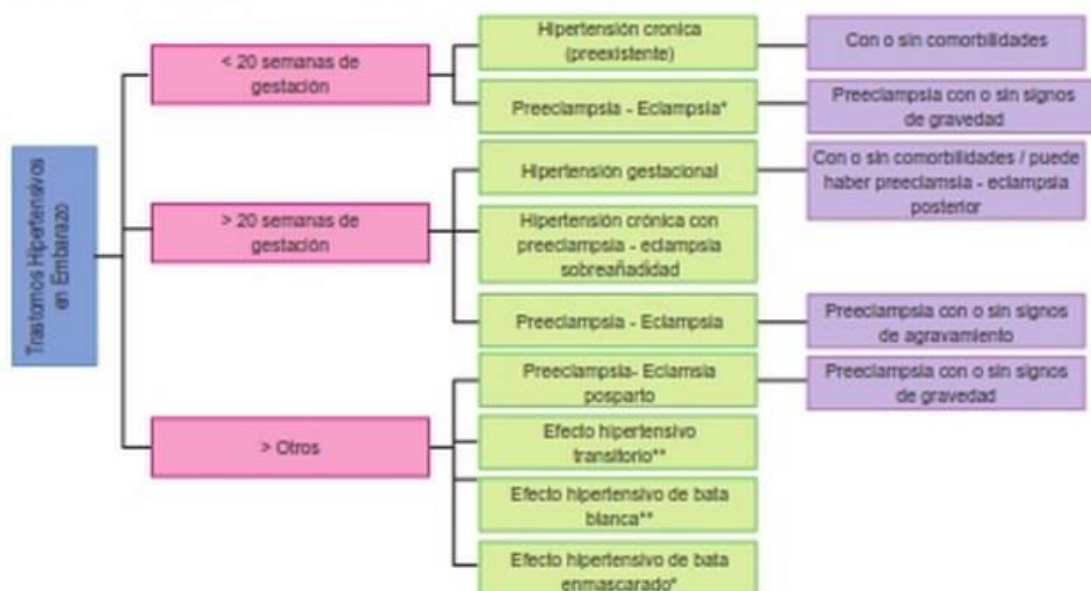 Trastornos Hipertensivos
en Embarazo
< 20 semanas de
gestación
Hipertensión cronica
(preexistente)
Con o sin comorbilidades
Preeclampsia - Eclampsia*
Preeclampsia con o sin signos
de gravedad
> 20 semanas de
gestación
Hipertensión gestacional
Con o sin comorbilidades / puede
haber preeclamsia - eclampsia
posterior
Hipertensión crónica con
preeclampsia - eclampsia
sobreañadidad
Preeclampsia - Eclampsia
Preeclampsia con o sin signos
de agravamiento
> Otros
Preeclampsia- Eclamsia
posparto
Preeclampsia con o sin signos
de gravedad
Efecto hipertensivo
transitorio**
Efecto hipertensivo de bata
blanca**
Efecto hipertensivo de bata
enmascarado*